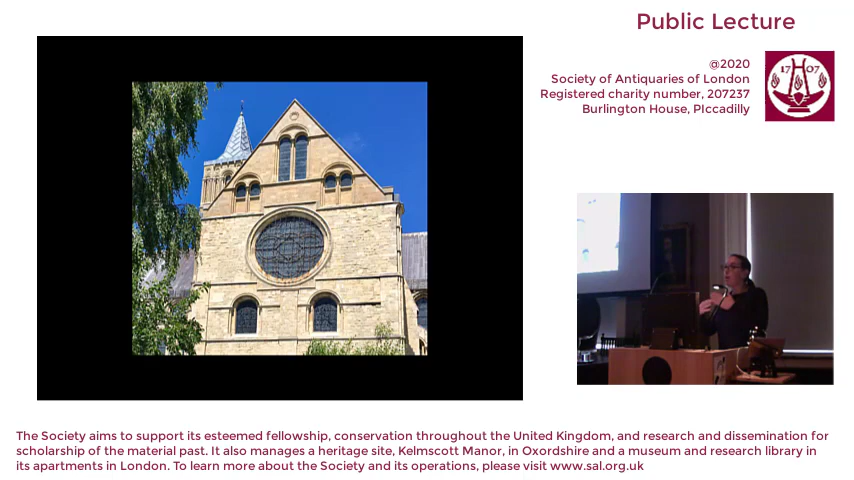 Public Lecture
@2020
Society of Antiquaries of London
Registered charity number, 207237
Burlington House, PIccadilly
17 07
The Society aims to support its esteemed fellowship, conservation throughout the United Kingdom, and research and dissemination for
scholarship of the material past. It also manages a heritage site, Kelmscott Manor, in Oxordshire and a museum and research library in
its apartments in London. To learn more about the Society and its operations, please visit www.sal.org.uk